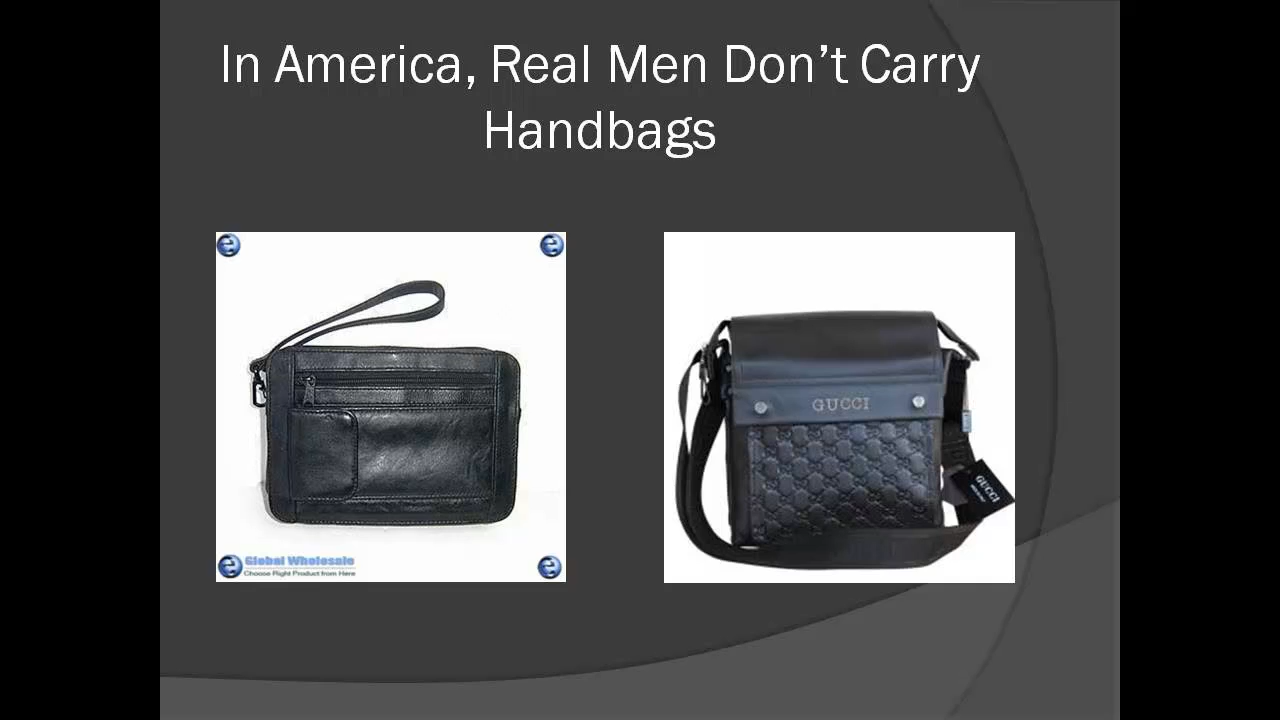 In America, Real Men Don't Carry
Handbags
GUCCI
GUCCI
Global Wholesale
Choose Right Product from Here